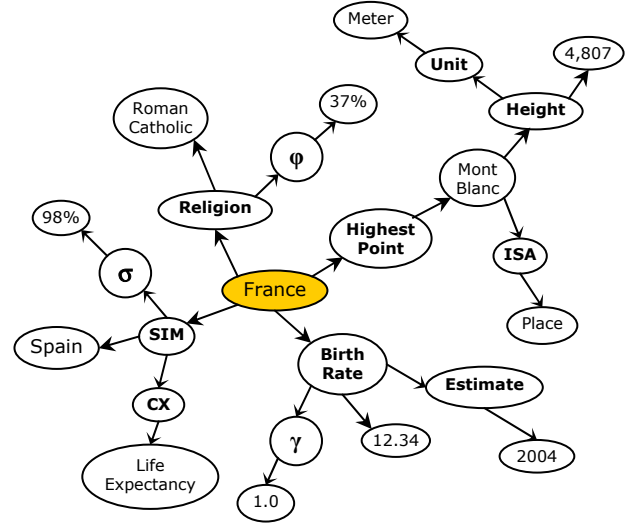 Meter
Unit
4,807
Height
Roman
Catholic
37%
φ
Mont
Blanc
Religion
Highest
Point
98%
σ
ISA
France
Place
SIM
Spain
Birth
Rate
Estimate
CX
γ
12.34
2004
Life
Expectancy
1.0